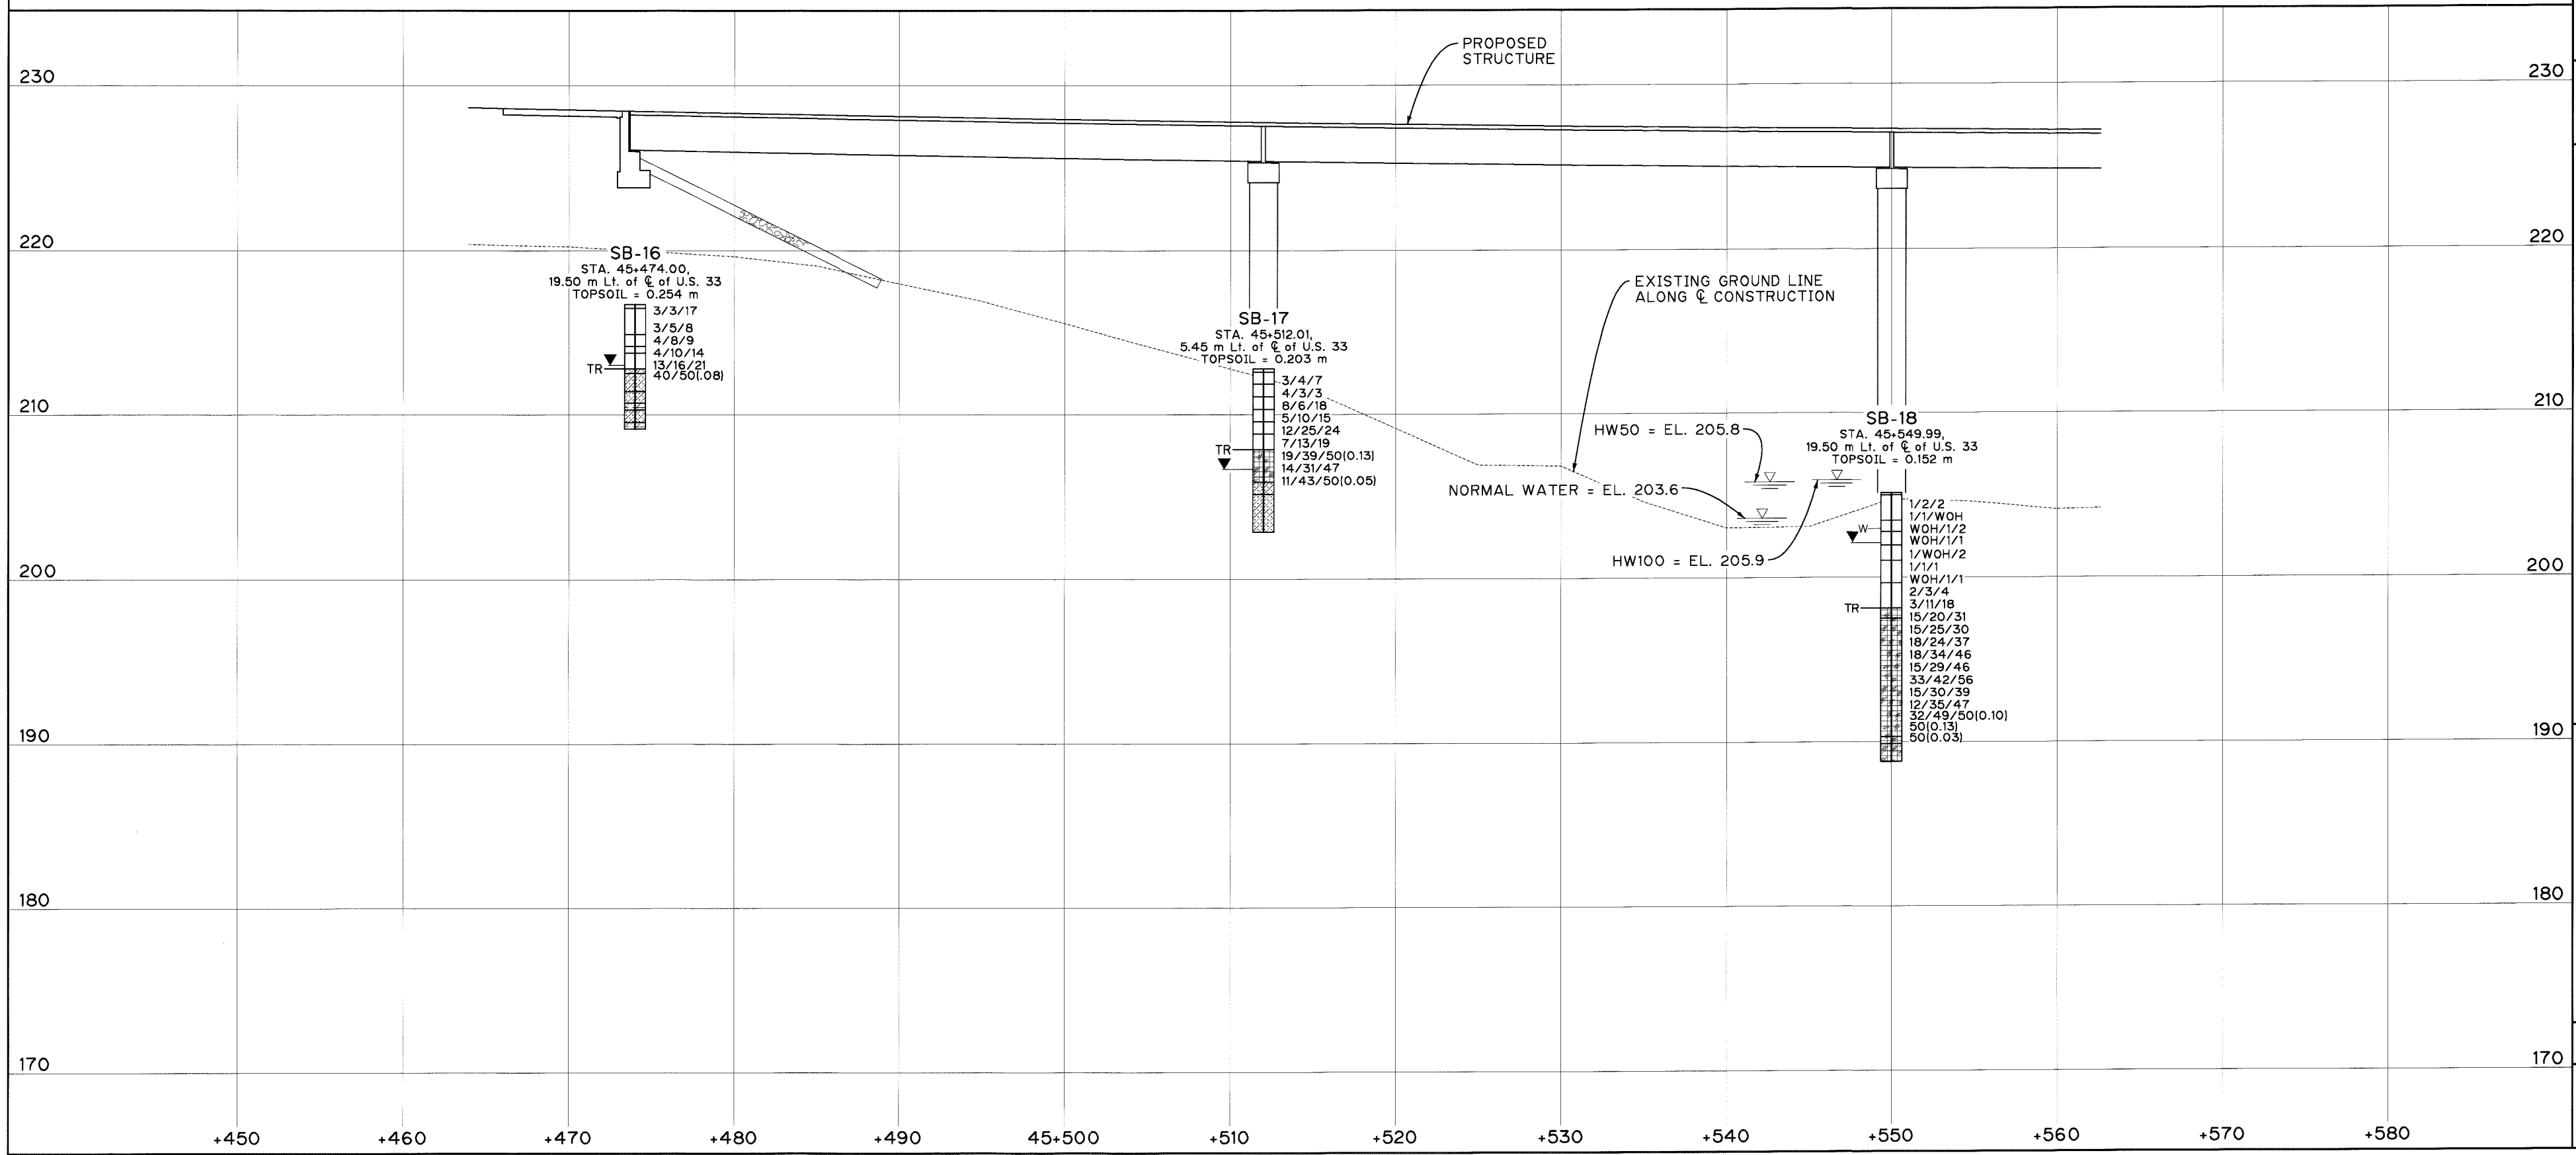 PROPOSED
STRUCTURE
230
230
220
220
SB-16
STA. 45+474.00,
19.50 m Lt. of ℄ of U.S. 33
TOPSOIL = 0.254 m
3/3/17
3/5/8
4/8/9
4/10/14
13/16/21
TR
40/50(.08)
EXISTING GROUND LINE
ALONG ℄ CONSTRUCTION
SB-17
STA. 45+512.01,
5.45 m Lt. of ℄ of U.S. 33
TOPSOIL = 0.203 m
3/4/7
4/3/3
8/6/18
5/10/15
12/25/24
7/13/19
TR
19/39/50(0.13)
14/31/47
11/43/50(0.05)
210
210
HW50 = EL. 205.8
NORMAL WATER = EL. 203.6
HW100 = EL. 205.9
SB-18
STA. 45+549.99,
19.50 m Lt. of ℄ of U.S. 33
TOPSOIL = 0.152 m
1/2/2
1/1/WOH
W
WOH/1/2
WOH/1/1
1/WOH/2
1/1/1
WOH/1/1
2/3/4
TR
3/11/18
15/20/31
15/25/30
18/24/37
18/34/46
15/29/46
33/42/56
15/30/39
12/35/47
32/49/50(0.10)
50(0.13)
50(0.03)
200
200
190
190
180
180
170
170
+450
+460
+470
+480
+490
45+500
+510
+520
+530
+540
+550
+560
+570
+580